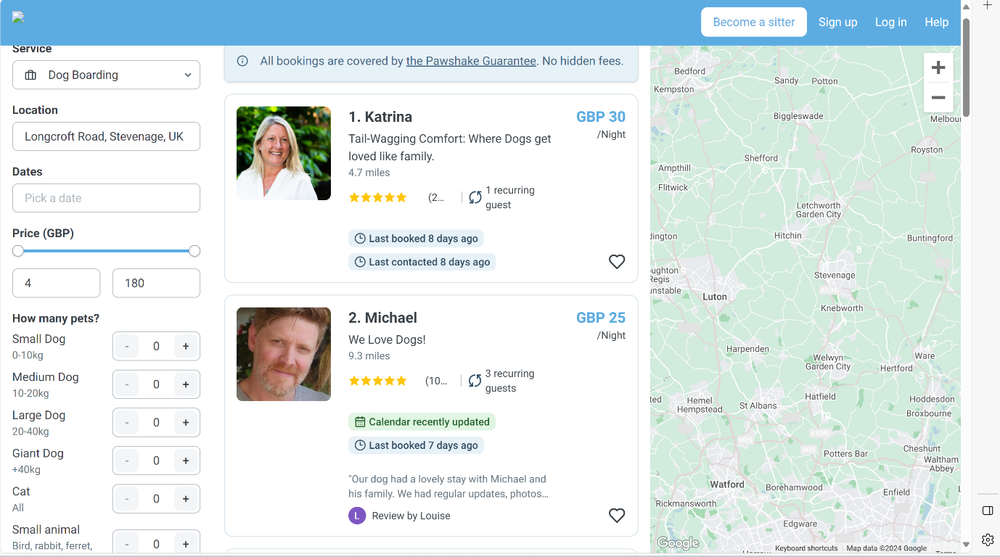 Become a sitter
Sign up
Log in
Help
Service
Dog Boarding
Location
Longcroft Road, Stevenage, UK
Dates
Pick a date
Price (GBP)
4
180
How many pets?
Small Dog
0-10kg
- 0 +
Medium Dog
10-20kg
- 0 +
Large Dog
20-40kg
- 0 +
Giant Dog
+40kg
- 0 +
Cat
All
- 0 +
Small animal
Bird, rabbit, ferret,
- 0 +
All bookings are covered by the Pawshake Guarantee. No hidden fees.
1. Katrina
GBP 30
/Night
Tail-Wagging Comfort: Where Dogs get
loved like family.
4.7 miles
(2...
1 recurring
guest
Last booked 8 days ago
Last contacted 8 days ago
2. Michael
GBP 25
/Night
We Love Dogs!
9.3 miles
(10...
3 recurring
guests
Calendar recently updated
Last booked 7 days ago
"Our dog had a lovely stay with Michael and
his family. We had regular updates, photos...
L
Review by Louise
+
−
Bedford
Kempston
Sandy
Potton
Biggleswade
Melbou
Shefford
Royston
Ampthill
Flitwick
Letchworth
Garden City
Hitchin
Buntingford
dington
8
Stevenage
A1(M)
ughton
Regis
nstable
Luton
Knebworth
Harpenden
Welwyn
Garden City
Ware
Hertford
3
Hatfield
Hoddesdon
Broxbourne
ted
Hemel
Hempstead
St Albans
A1(M)
M25
M25
Potters Bar
Cheshunt
Waltham
Abbey
Watford
Borehamwood
Enfield
Rickmansworth
Edgware
Google
Keyboard shortcuts
Map data ©2024 Google
Terms